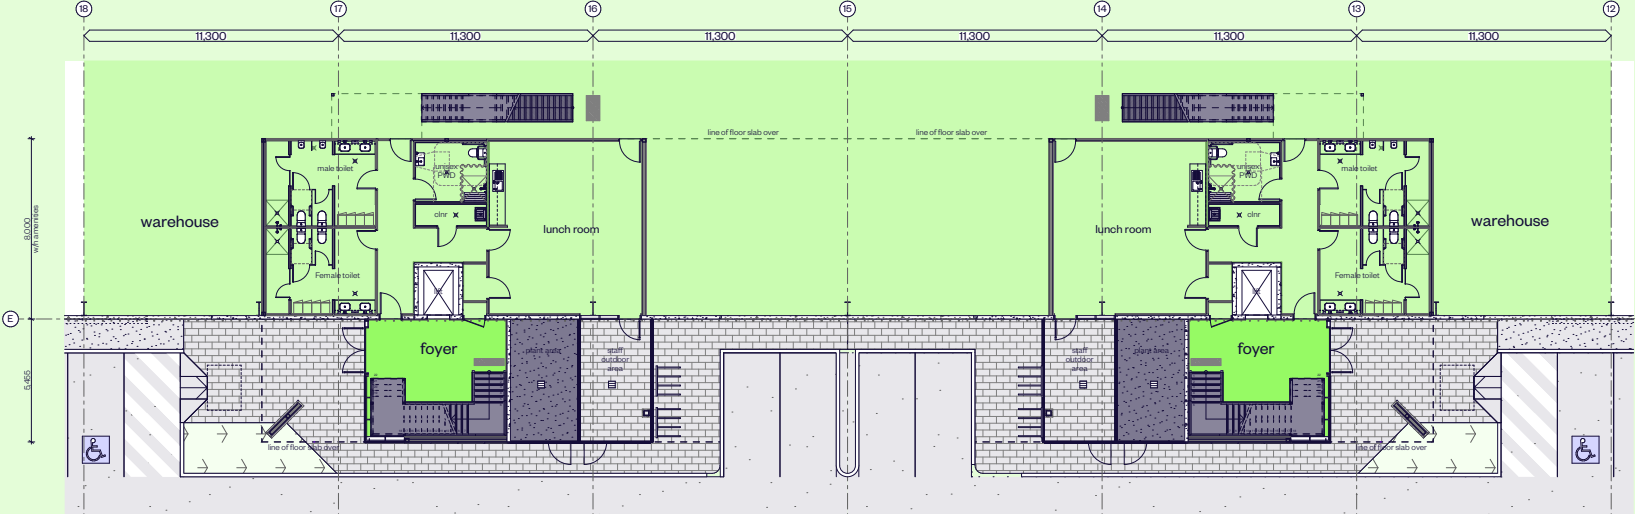 18 17 16 15 14 13 12
11,300 11,300 11,300 11,300 11,300 11,300
line of floor slab over line of floor slab over
male toilet unisex PWD unisex PWD male toilet
clnr clnr
warehouse lunch room lunch room warehouse
8,000
w/h amenities
Female toilet Female toilet
lift
E
foyer plant area
staff
outdoor
area
staff
outdoor
area
plant area foyer
5,455
line of floor slab over line of floor slab over